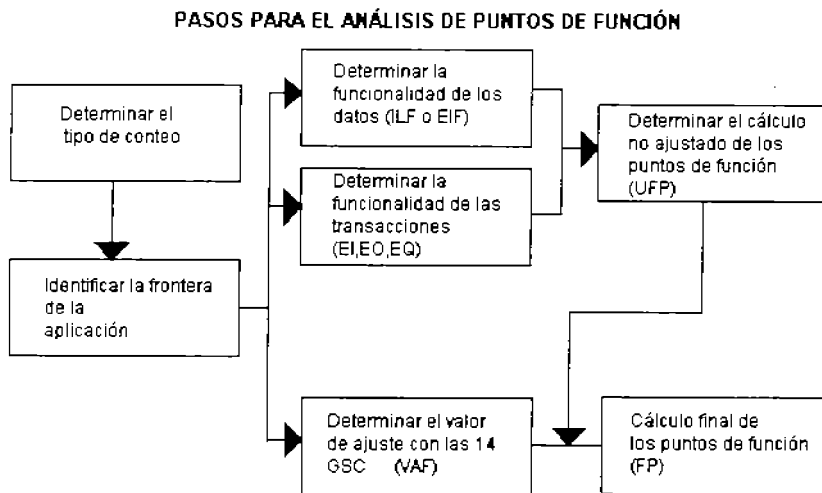 PASOS PARA EL ANÁLISIS DE PUNTOS DE FUNCIÓN
Determinar el
tipo de conteo
Identificar la frontera
de la
aplicación
Determinar la
funcionalidad de los
datos (ILF o EIF)
Determinar la
funcionalidad de las
transacciones
(EI,EO,EQ)
Determinar el valor
de ajuste con las 14
GSC (VAF)
Determinar el cálculo
no ajustado de los
puntos de función
(UFP)
Cálculo final de
los puntos de función
(FP)